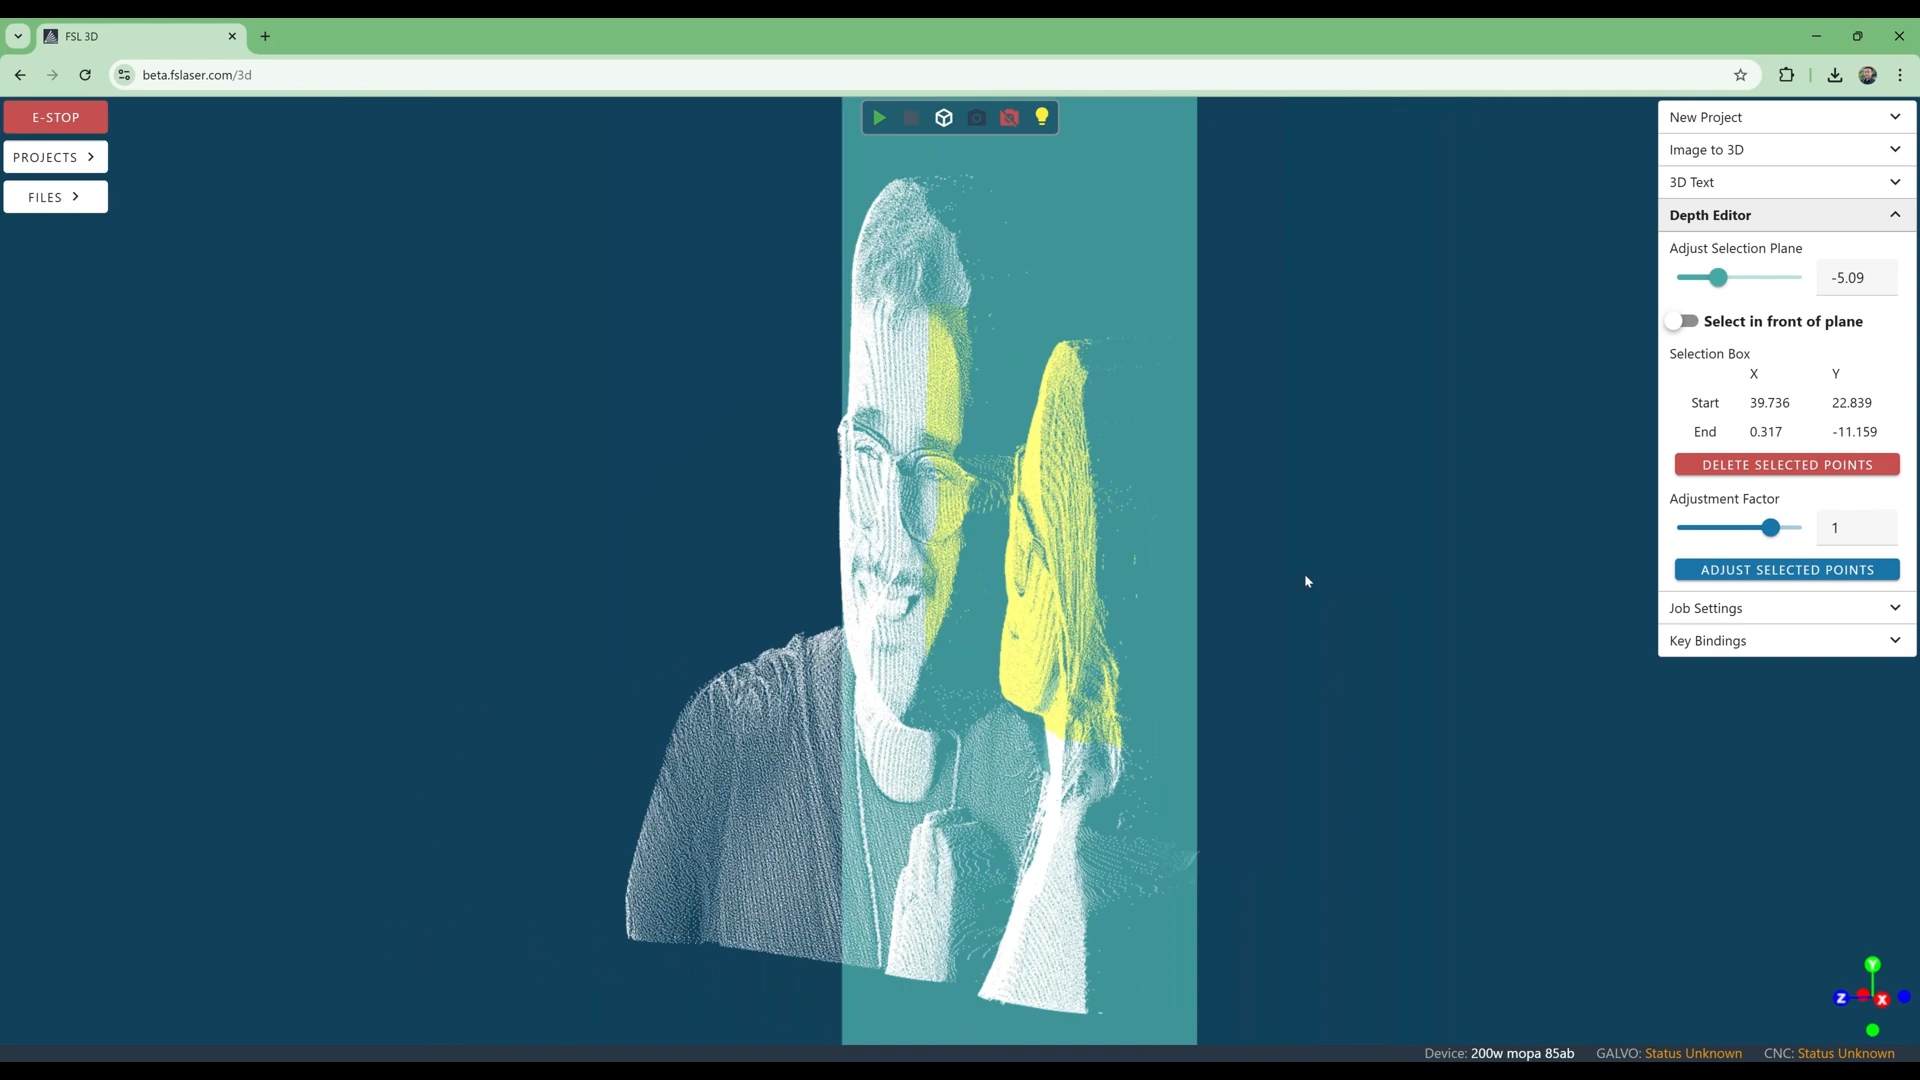 FSL 3D
beta.fslaser.com/3d
E-STOP
PROJECTS
FILES
New Project
Image to 3D
3D Text
Depth Editor
Adjust Selection Plane
-5.09
Select in front of plane
Selection Box
X Y
Start 39.736 22.839
End 0.317 -11.159
DELETE SELECTED POINTS
Adjustment Factor
1
ADJUST SELECTED POINTS
Job Settings
Key Bindings
Y
Z X
Device: 200w mopa 85ab GALVO: Status Unknown CNC: Status Unknown